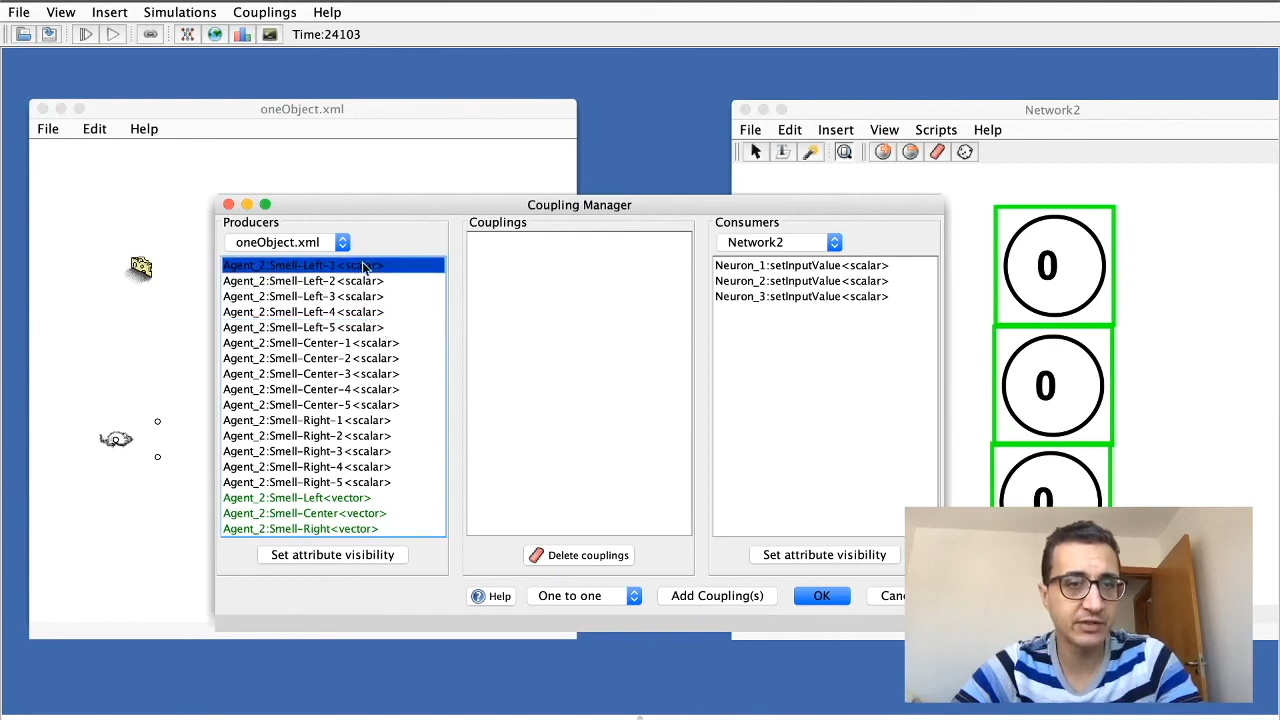 File View Insert Simulations Couplings Help
Time:24103
oneObject.xml
File Edit Help
Network2
File Edit Insert View Scripts Help
Coupling Manager
Producers
oneObject.xml
Agent_2:Smell-Left-1<scalar>
Agent_2:Smell-Left-2<scalar>
Agent_2:Smell-Left-3<scalar>
Agent_2:Smell-Left-4<scalar>
Agent_2:Smell-Left-5<scalar>
Agent_2:Smell-Center-1<scalar>
Agent_2:Smell-Center-2<scalar>
Agent_2:Smell-Center-3<scalar>
Agent_2:Smell-Center-4<scalar>
Agent_2:Smell-Center-5<scalar>
Agent_2:Smell-Right-1<scalar>
Agent_2:Smell-Right-2<scalar>
Agent_2:Smell-Right-3<scalar>
Agent_2:Smell-Right-4<scalar>
Agent_2:Smell-Right-5<scalar>
Agent_2:Smell-Left<vector>
Agent_2:Smell-Center<vector>
Agent_2:Smell-Right<vector>
Set attribute visibility
Couplings
Delete couplings
Consumers
Network2
Neuron_1:setInputValue<scalar>
Neuron_2:setInputValue<scalar>
Neuron_3:setInputValue<scalar>
Set attribute visibility
Help One to one Add Coupling(s) OK Canc
0
0
0